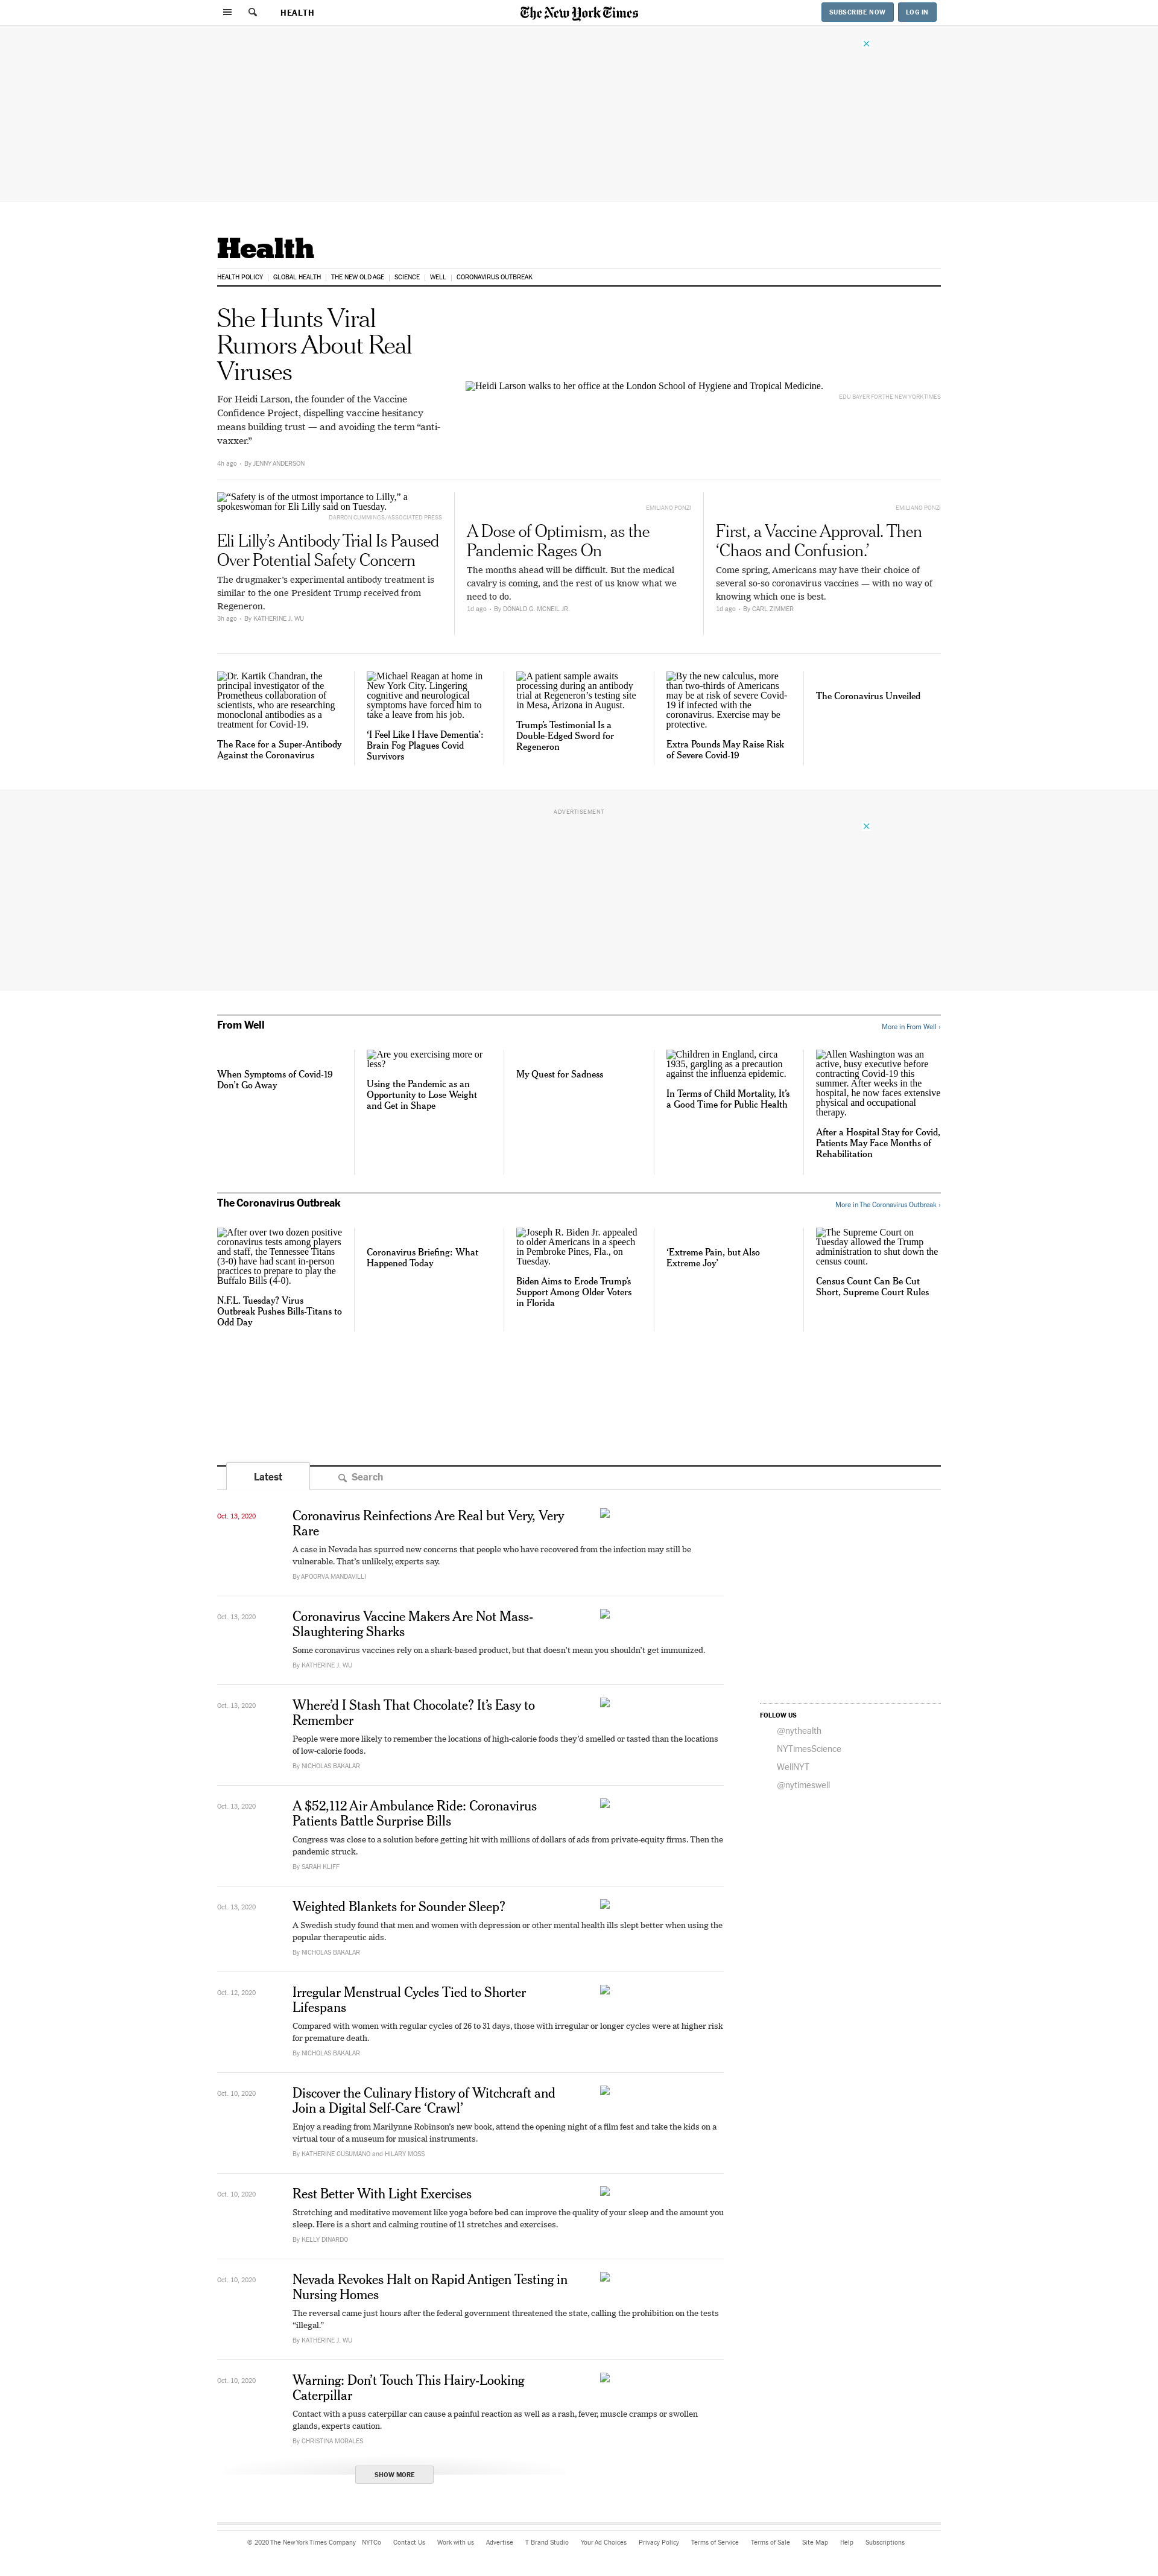 HEALTH
The New York Times
SUBSCRIBE NOW
LOG IN
Health
HEALTH POLICY
GLOBAL HEALTH
THE NEW OLD AGE
SCIENCE
WELL
CORONAVIRUS OUTBREAK
She Hunts Viral
Rumors About Real
Viruses
For Heidi Larson, the founder of the Vaccine
Confidence Project, dispelling vaccine hesitancy
means building trust — and avoiding the term “anti-
vaxxer.”
4h ago • By JENNY ANDERSON
Heidi Larson walks to her office at the London School of Hygiene and Tropical Medicine.
EDU BAYER FOR THE NEW YORK TIMES
“Safety is of the utmost importance to Lilly,” a
spokeswoman for Eli Lilly said on Tuesday.
DARRON CUMMINGS/ASSOCIATED PRESS
Eli Lilly’s Antibody Trial Is Paused
Over Potential Safety Concern
The drugmaker’s experimental antibody treatment is
similar to the one President Trump received from
Regeneron.
3h ago • By KATHERINE J. WU
EMILIANO PONZI
A Dose of Optimism, as the
Pandemic Rages On
The months ahead will be difficult. But the medical
cavalry is coming, and the rest of us know what we
need to do.
1d ago • By DONALD G. MCNEIL JR.
EMILIANO PONZI
First, a Vaccine Approval. Then
‘Chaos and Confusion.’
Come spring, Americans may have their choice of
several so-so coronavirus vaccines — with no way of
knowing which one is best.
1d ago • By CARL ZIMMER
Dr. Kartik Chandran, the
principal investigator of the
Prometheus collaboration of
scientists, who are researching
monoclonal antibodies as a
treatment for Covid-19.
The Race for a Super-Antibody
Against the Coronavirus
Michael Reagan at home in
New York City. Lingering
cognitive and neurological
symptoms have forced him to
take a leave from his job.
‘I Feel Like I Have Dementia’:
Brain Fog Plagues Covid
Survivors
A patient sample awaits
processing during an antibody
trial at Regeneron’s testing site
in Mesa, Arizona in August.
Trump’s Testimonial Is a
Double-Edged Sword for
Regeneron
By the new calculus, more
than two-thirds of Americans
may be at risk of severe Covid-
19 if infected with the
coronavirus. Exercise may be
protective.
Extra Pounds May Raise Risk
of Severe Covid-19
The Coronavirus Unveiled
ADVERTISEMENT
From Well
More in From Well ›
When Symptoms of Covid-19
Don’t Go Away
Are you exercising more or
less?
Using the Pandemic as an
Opportunity to Lose Weight
and Get in Shape
My Quest for Sadness
Children in England, circa
1935, gargling as a precaution
against the influenza epidemic.
In Terms of Child Mortality, It’s
a Good Time for Public Health
Allen Washington was an
active, busy executive before
contracting Covid-19 this
summer. After weeks in the
hospital, he now faces extensive
physical and occupational
therapy.
After a Hospital Stay for Covid,
Patients May Face Months of
Rehabilitation
The Coronavirus Outbreak
More in The Coronavirus Outbreak ›
After over two dozen positive
coronavirus tests among players
and staff, the Tennessee Titans
(3-0) have had scant in-person
practices to prepare to play the
Buffalo Bills (4-0).
N.F.L. Tuesday? Virus
Outbreak Pushes Bills-Titans to
Odd Day
Coronavirus Briefing: What
Happened Today
Joseph R. Biden Jr. appealed
to older Americans in a speech
in Pembroke Pines, Fla., on
Tuesday.
Biden Aims to Erode Trump’s
Support Among Older Voters
in Florida
‘Extreme Pain, but Also
Extreme Joy’
The Supreme Court on
Tuesday allowed the Trump
administration to shut down the
census count.
Census Count Can Be Cut
Short, Supreme Court Rules
Latest
Search
Oct. 13, 2020
Coronavirus Reinfections Are Real but Very, Very
Rare
A case in Nevada has spurred new concerns that people who have recovered from the infection may still be
vulnerable. That’s unlikely, experts say.
By APOORVA MANDAVILLI
Oct. 13, 2020
Coronavirus Vaccine Makers Are Not Mass-
Slaughtering Sharks
Some coronavirus vaccines rely on a shark-based product, but that doesn’t mean you shouldn’t get immunized.
By KATHERINE J. WU
Oct. 13, 2020
Where’d I Stash That Chocolate? It’s Easy to
Remember
People were more likely to remember the locations of high-calorie foods they’d smelled or tasted than the locations
of low-calorie foods.
By NICHOLAS BAKALAR
Oct. 13, 2020
A $52,112 Air Ambulance Ride: Coronavirus
Patients Battle Surprise Bills
Congress was close to a solution before getting hit with millions of dollars of ads from private-equity firms. Then the
pandemic struck.
By SARAH KLIFF
Oct. 13, 2020
Weighted Blankets for Sounder Sleep?
A Swedish study found that men and women with depression or other mental health ills slept better when using the
popular therapeutic aids.
By NICHOLAS BAKALAR
Oct. 12, 2020
Irregular Menstrual Cycles Tied to Shorter
Lifespans
Compared with women with regular cycles of 26 to 31 days, those with irregular or longer cycles were at higher risk
for premature death.
By NICHOLAS BAKALAR
Oct. 10, 2020
Discover the Culinary History of Witchcraft and
Join a Digital Self-Care ‘Crawl’
Enjoy a reading from Marilynne Robinson’s new book, attend the opening night of a film fest and take the kids on a
virtual tour of a museum for musical instruments.
By KATHERINE CUSUMANO and HILARY MOSS
Oct. 10, 2020
Rest Better With Light Exercises
Stretching and meditative movement like yoga before bed can improve the quality of your sleep and the amount you
sleep. Here is a short and calming routine of 11 stretches and exercises.
By KELLY DINARDO
Oct. 10, 2020
Nevada Revokes Halt on Rapid Antigen Testing in
Nursing Homes
The reversal came just hours after the federal government threatened the state, calling the prohibition on the tests
“illegal.”
By KATHERINE J. WU
Oct. 10, 2020
Warning: Don’t Touch This Hairy-Looking
Caterpillar
Contact with a puss caterpillar can cause a painful reaction as well as a rash, fever, muscle cramps or swollen
glands, experts caution.
By CHRISTINA MORALES
SHOW MORE
FOLLOW US
@nythealth
NYTimesScience
WellNYT
@nytimeswell
© 2020 The New York Times Company
NYTCo
Contact Us
Work with us
Advertise
T Brand Studio
Your Ad Choices
Privacy Policy
Terms of Service
Terms of Sale
Site Map
Help
Subscriptions